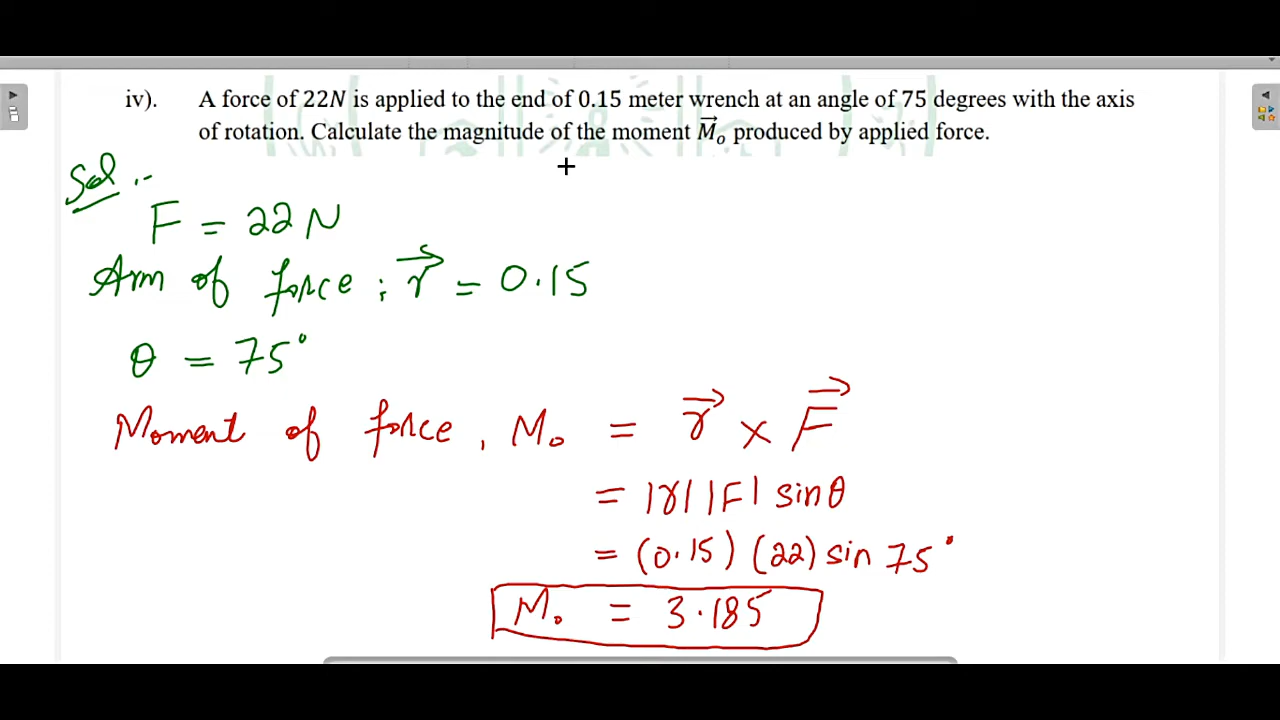 iv). A force of 22N is applied to the end of 0.15 meter wrench at an angle of 75 degrees with the axis
of rotation. Calculate the magnitude of the moment M⃗ₒ produced by applied force.
Sol :-
F = 22 N
Arm of force : r⃗ = 0.15
θ = 75°
Moment of force, Mₒ = r⃗ × F⃗
= |r| |F| sinθ
= (0.15) (22) sin 75°
Mₒ = 3.185